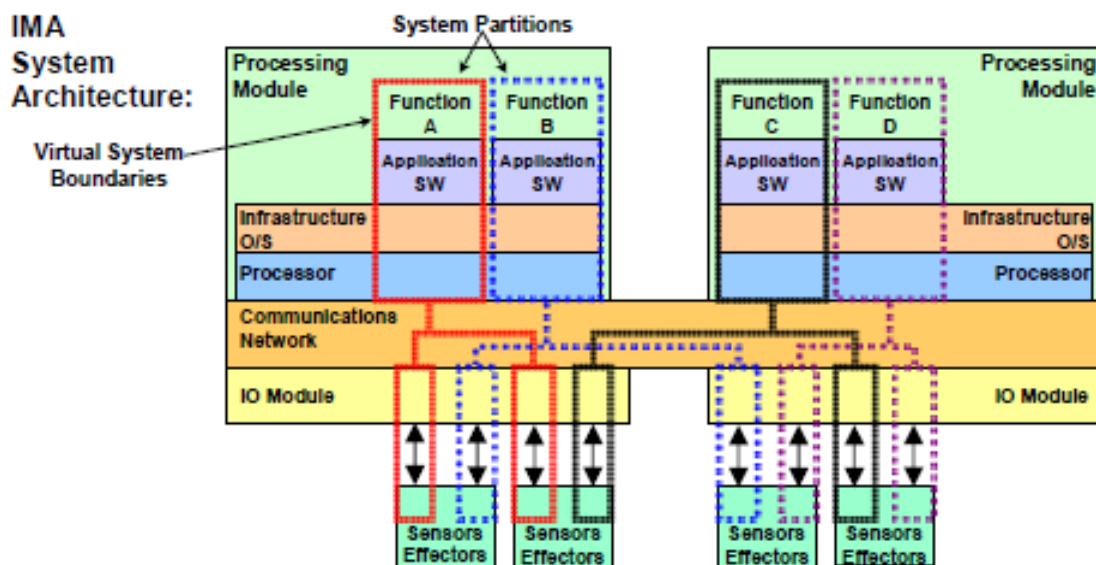 IMA
System
Architecture:
System Partitions
Virtual System
Boundaries
Processing
Module
Function
A
Function
B
Application
SW
Application
SW
Infrastructure
O/S
Processor
Processing
Module
Function
C
Function
D
Application
SW
Application
SW
Infrastructure
O/S
Processor
Communications
Network
IO Module
IO Module
Sensors
Effectors
Sensors
Effectors
Sensors
Effectors
Sensors
Effectors